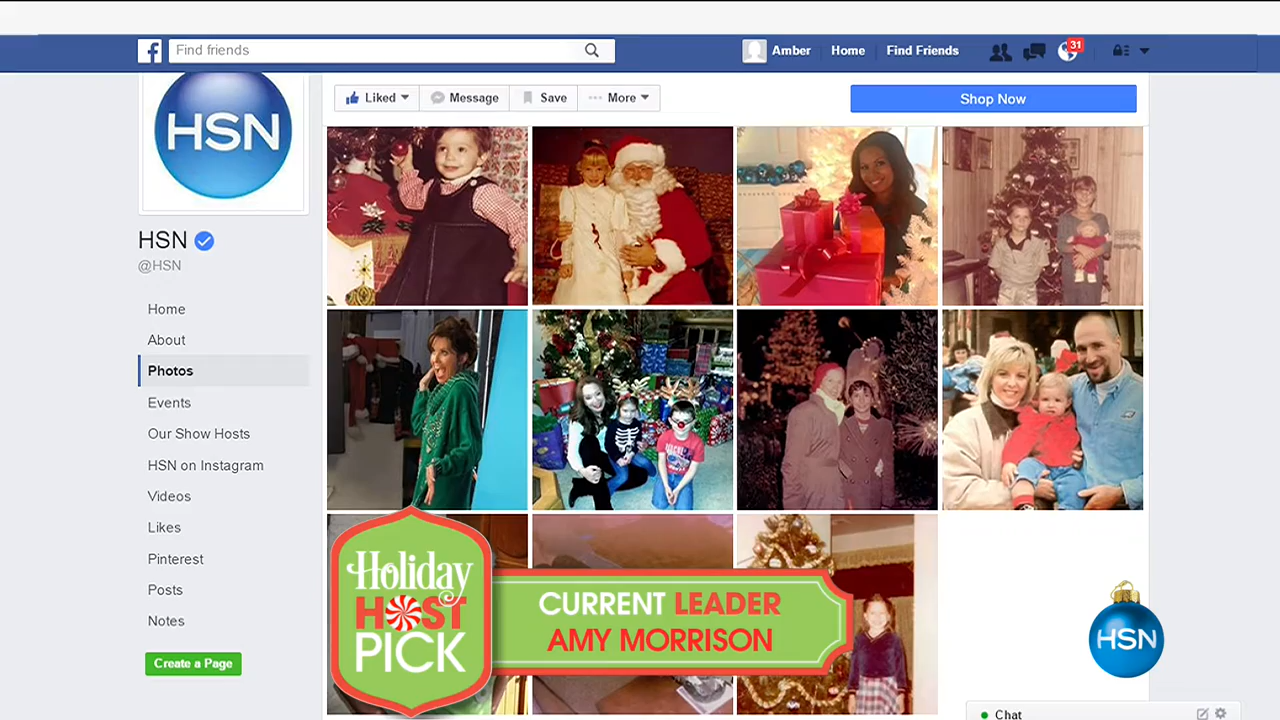 Find friends
Amber
Home
Find Friends
31
HSN
Liked
Message
Save
More
Shop Now
HSN
@HSN
Home
About
Photos
Events
Our Show Hosts
HSN on Instagram
Videos
Likes
Pinterest
Posts
Notes
Create a Page
Holiday
HOST
PICK
CURRENT LEADER
AMY MORRISON
HSN
Chat